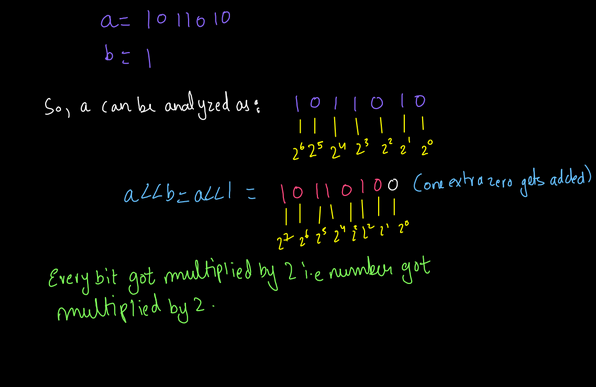 a= 1011010
b= 1
So, a can be analyzed as: 1 0 1 1 0 1 0
2^6 2^5 2^4 2^3 2^2 2^1 2^0
a<<b=a<<1 = 1 0 1 1 0 1 0 0 (one extra zero gets added)
2^7 2^6 2^5 2^4 2^3 2^2 2^1 2^0
Every bit got multiplied by 2 i.e number got
multiplied by 2.